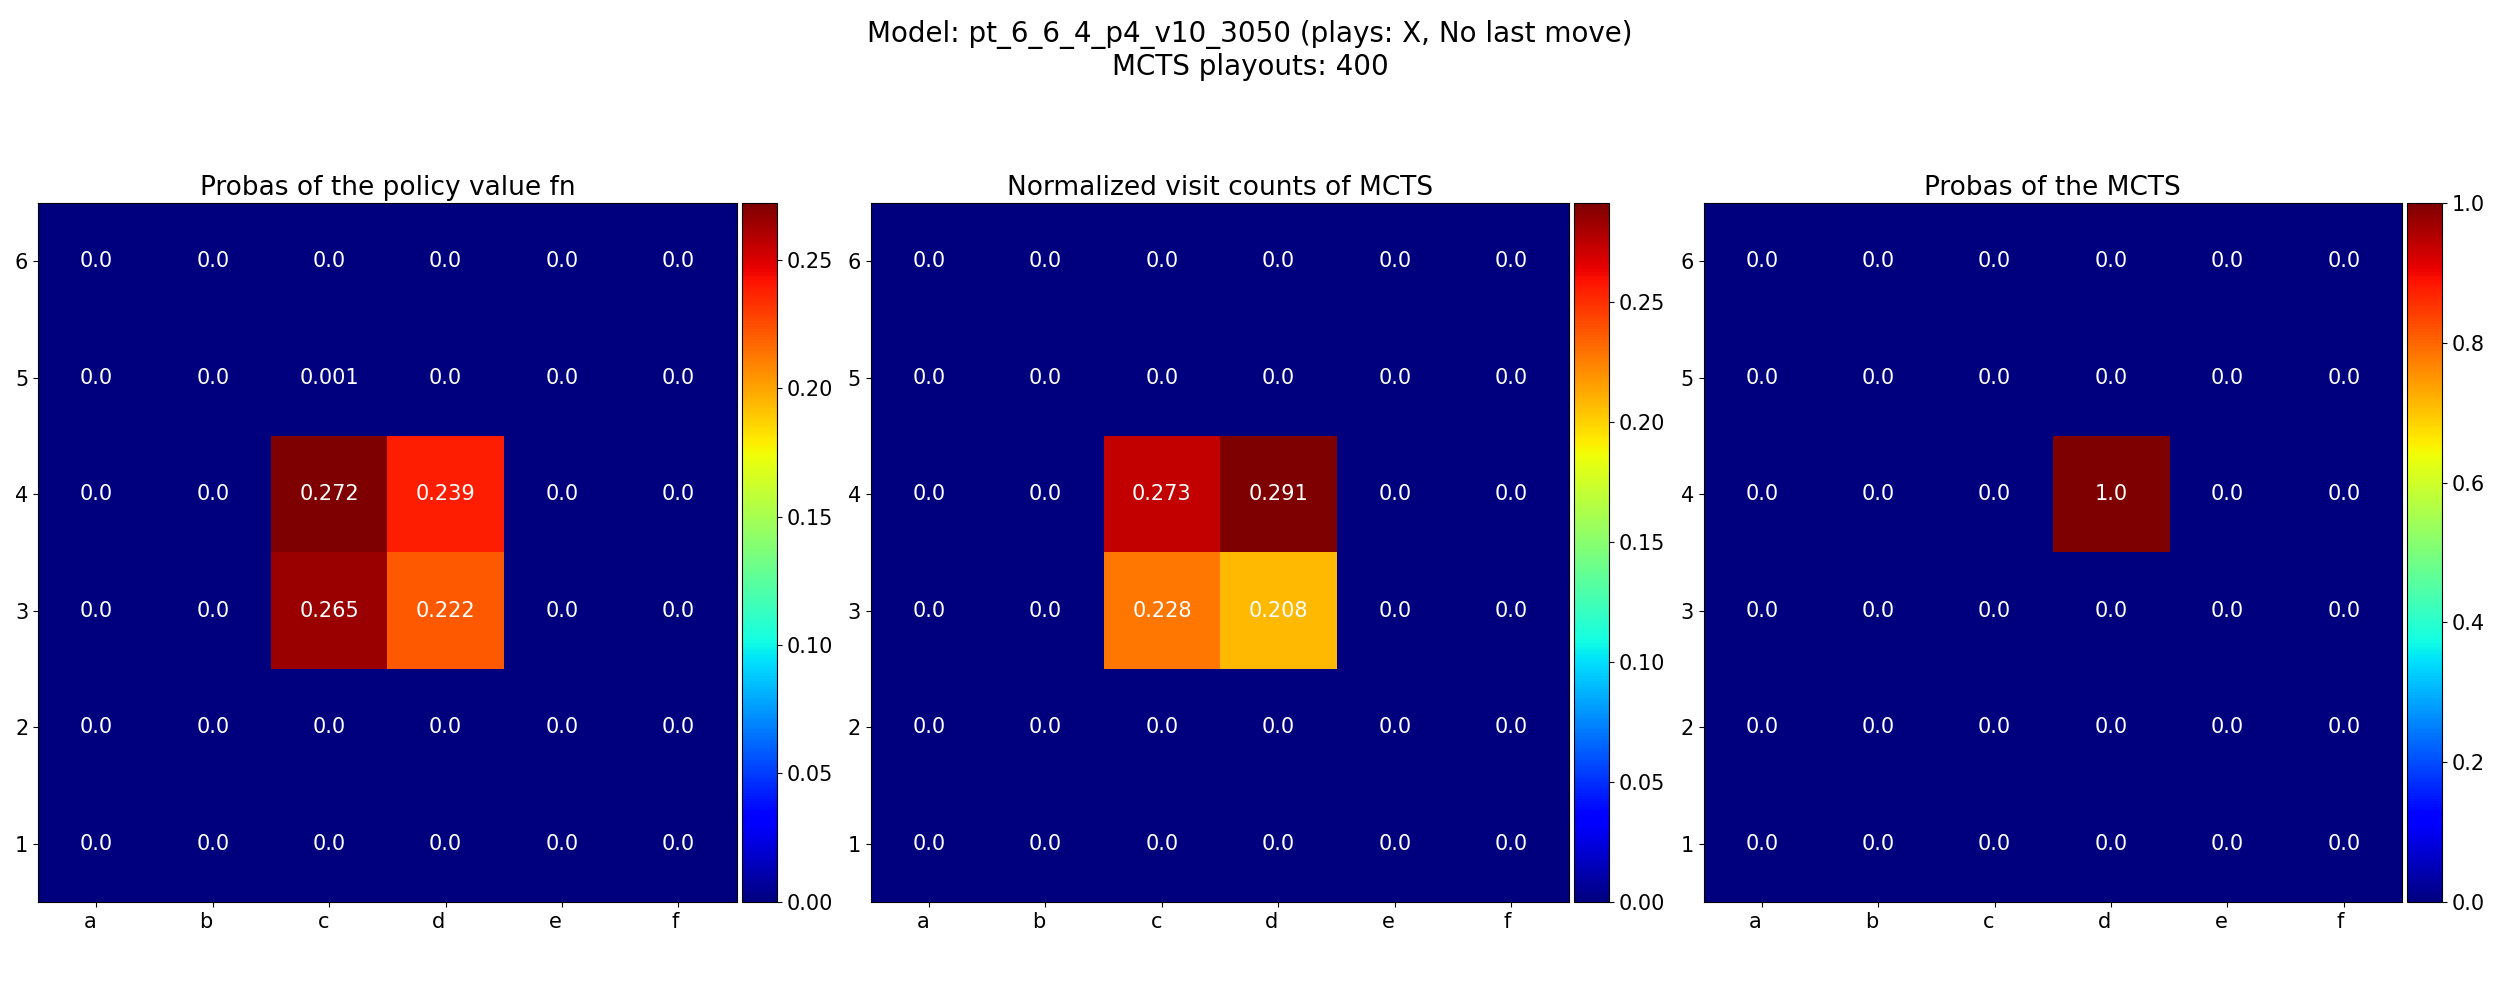 Model: pt_6_6_4_p4_v10_3050 (plays: X, No last move)
MCTS playouts: 400
Probas of the policy value fn
6 0.0 0.0 0.0 0.0 0.0 0.0
5 0.0 0.0 0.001 0.0 0.0 0.0
4 0.0 0.0 0.272 0.239 0.0 0.0
3 0.0 0.0 0.265 0.222 0.0 0.0
2 0.0 0.0 0.0 0.0 0.0 0.0
1 0.0 0.0 0.0 0.0 0.0 0.0
a b c d e f
0.25
0.20
0.15
0.10
0.05
0.00
Normalized visit counts of MCTS
6 0.0 0.0 0.0 0.0 0.0 0.0
5 0.0 0.0 0.0 0.0 0.0 0.0
4 0.0 0.0 0.273 0.291 0.0 0.0
3 0.0 0.0 0.228 0.208 0.0 0.0
2 0.0 0.0 0.0 0.0 0.0 0.0
1 0.0 0.0 0.0 0.0 0.0 0.0
a b c d e f
0.25
0.20
0.15
0.10
0.05
0.00
Probas of the MCTS
6 0.0 0.0 0.0 0.0 0.0 0.0
5 0.0 0.0 0.0 0.0 0.0 0.0
4 0.0 0.0 0.0 1.0 0.0 0.0
3 0.0 0.0 0.0 0.0 0.0 0.0
2 0.0 0.0 0.0 0.0 0.0 0.0
1 0.0 0.0 0.0 0.0 0.0 0.0
a b c d e f
1.0
0.8
0.6
0.4
0.2
0.0